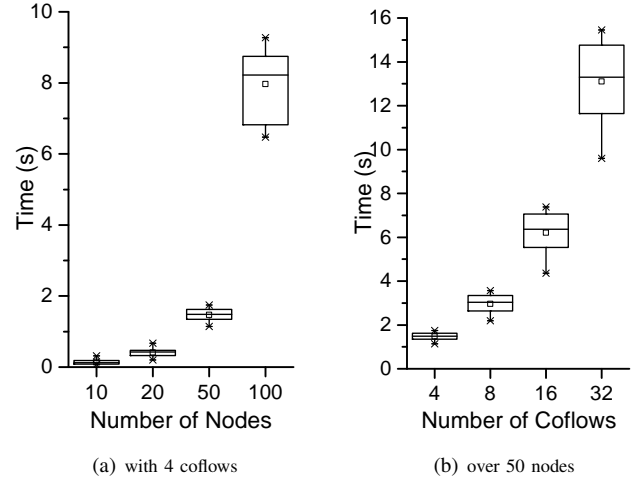 10
8
6
4
2
0
Time (s)
10 20 50 100
Number of Nodes
(a) with 4 coflows
16
14
12
10
8
6
4
2
0
Time (s)
4 8 16 32
Number of Coflows
(b) over 50 nodes